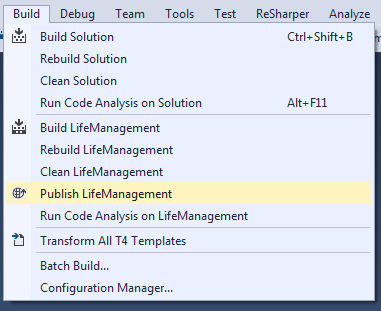 Build Debug Team Tools Test ReSharper Analyze
Build Solution Ctrl+Shift+B
Rebuild Solution
Clean Solution
Run Code Analysis on Solution Alt+F11
Build LifeManagement
Rebuild LifeManagement
Clean LifeManagement
Publish LifeManagement
Run Code Analysis on LifeManagement
Transform All T4 Templates
Batch Build...
Configuration Manager...